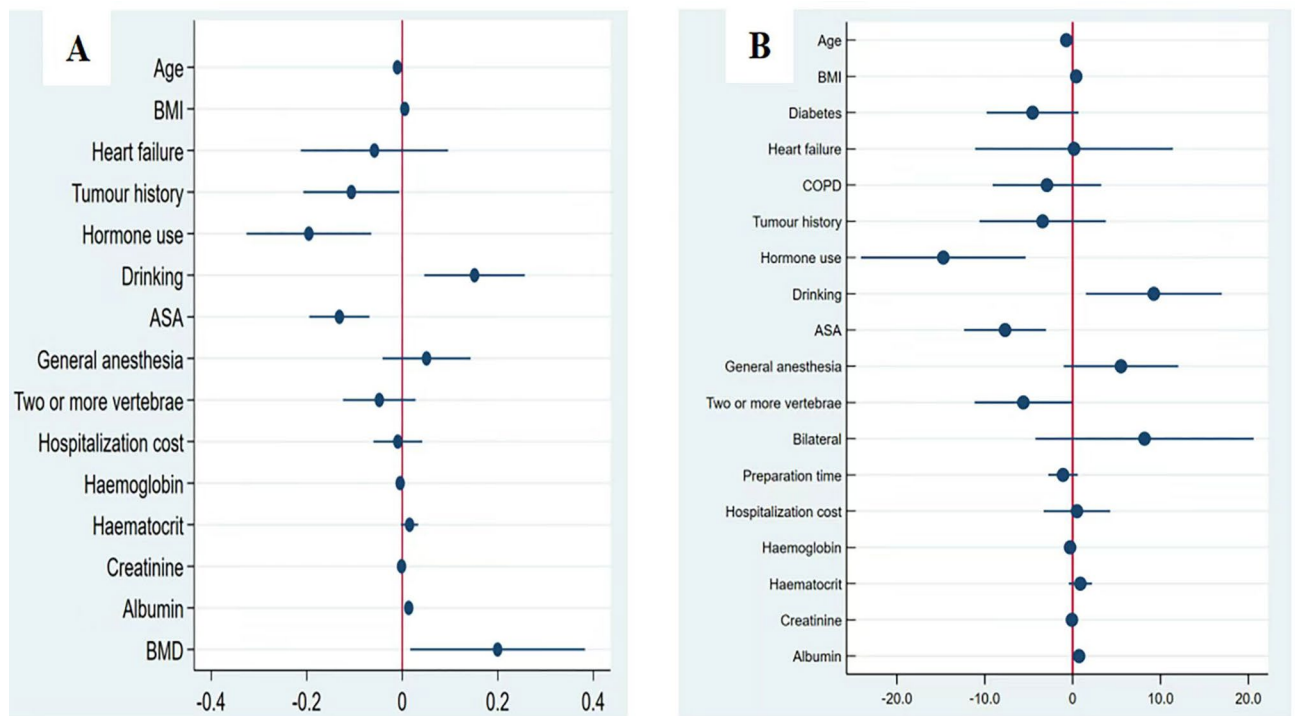 A
Age
BMI
Heart failure
Tumour history
Hormone use
Drinking
ASA
General anesthesia
Two or more vertebrae
Hospitalization cost
Haemoglobin
Haematocrit
Creatinine
Albumin
BMD
-0.4 -0.2 0 0.2 0.4
B
Age
BMI
Diabetes
Heart failure
COPD
Tumour history
Hormone use
Drinking
ASA
General anesthesia
Two or more vertebrae
Bilateral
Preparation time
Hospitalization cost
Haemoglobin
Haematocrit
Creatinine
Albumin
-20.0 -10.0 0 10.0 20.0